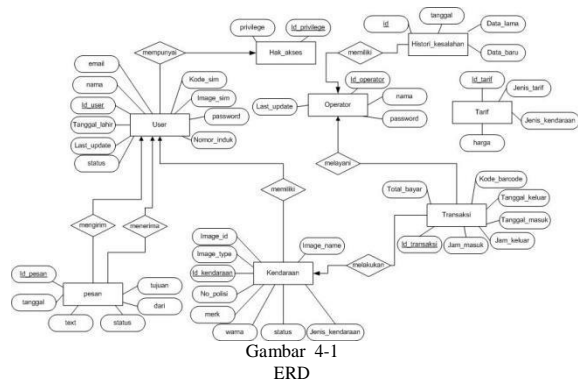 privilege
Id_privilege
mempunyai
Hak_akses
id
tanggal
Data_lama
memiliki
Histori_kesalahan
Data_baru
email
nama
Id_user
Tanggal_lahir
Last_update
status
User
Kode_sim
Image_sim
password
Nomor_induk
Last_update
Operator
Id_operator
nama
password
Id_tarif
Jenis_tarif
Tarif
Jenis_kendaraan
harga
melayani
mengirim
menerima
memiliki
Total_bayar
Kode_barcode
Tanggal_keluar
Transaksi
Tanggal_masuk
Id_transaksi
Jam_masuk
Jam_keluar
melakukan
Image_id
Image_type
Id_kendaraan
No_polisi
merk
warna
status
Jenis_kendaraan
Kendaraan
Image_name
Id_pesan
tanggal
text
status
dari
tujuan
pesan
Gambar 4-1
ERD